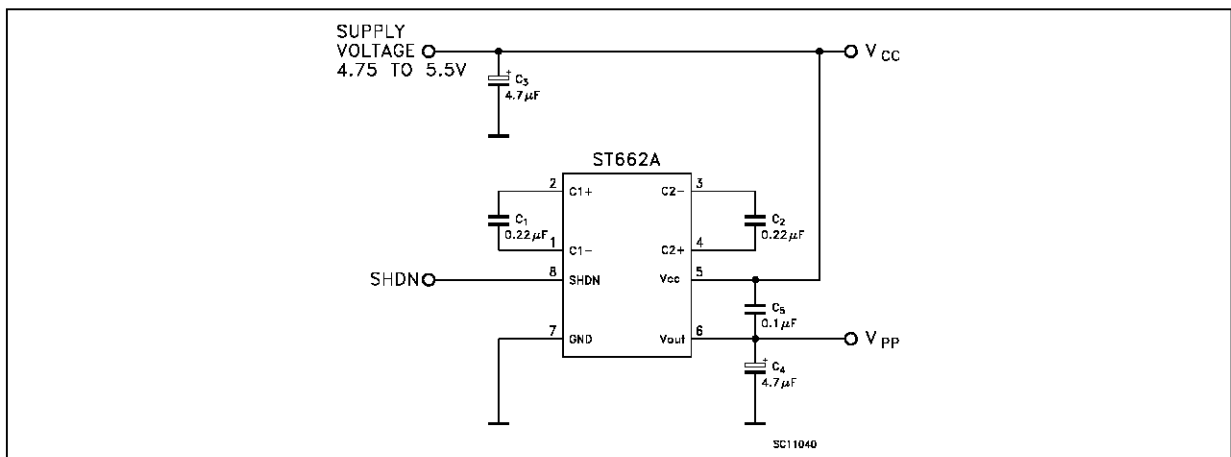 SUPPLY
VOLTAGE
4.75 TO 5.5V
V CC
+
C3
4.7µF
ST662A
2
C1+
C2-
3
C1
0.22µF
C2
0.22µF
1
C1-
C2+
4
SHDN
8
SHDN
Vcc
5
C5
0.1µF
7
GND
Vout
6
V PP
+
C4
4.7µF
SC11040